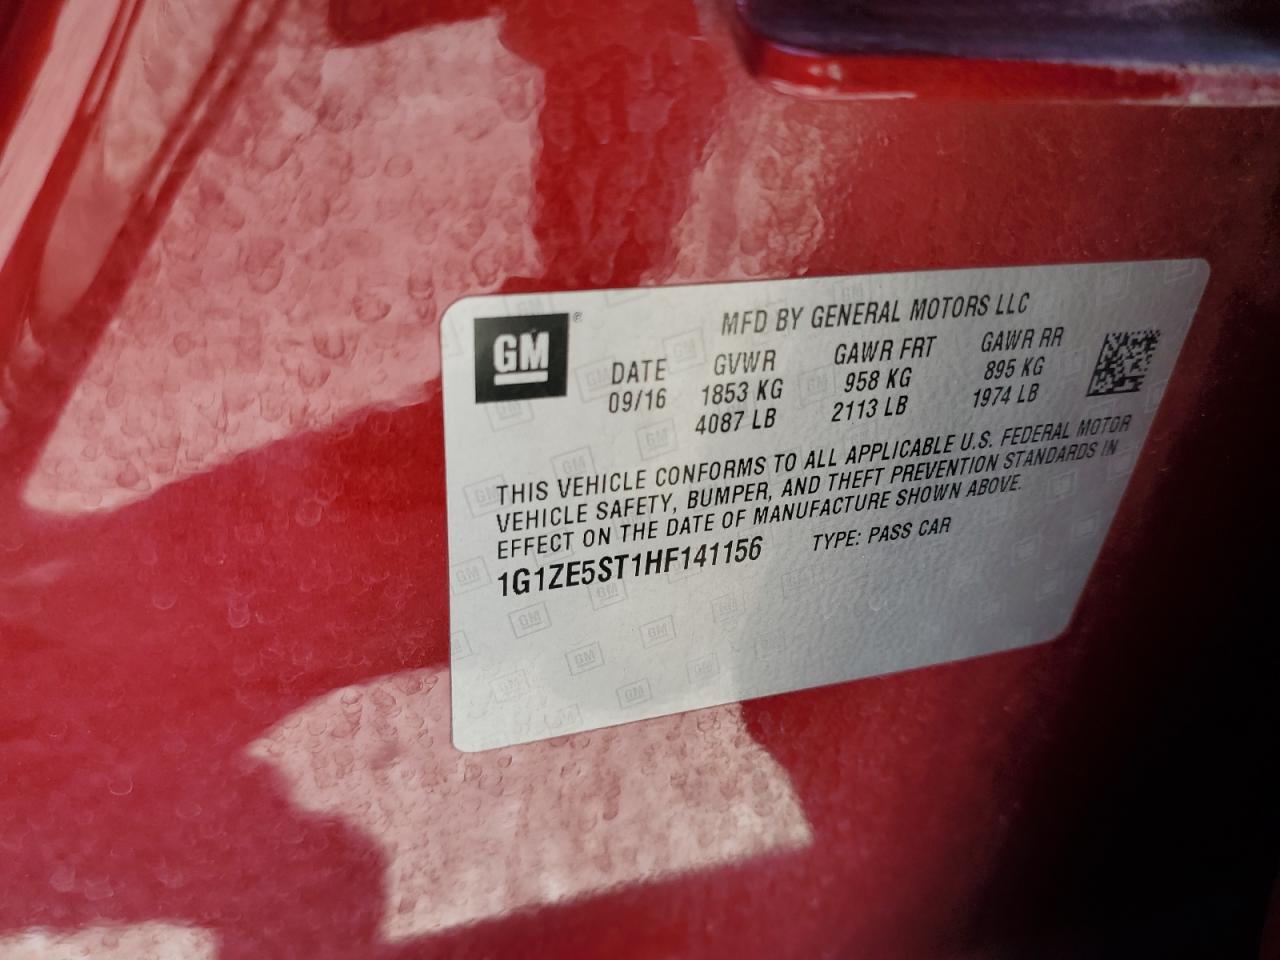 GM®
MFD BY GENERAL MOTORS LLC
DATE GVWR GAWR FRT GAWR RR
09/16 1853 KG 958 KG 895 KG
4087 LB 2113 LB 1974 LB
THIS VEHICLE CONFORMS TO ALL APPLICABLE U.S. FEDERAL MOTOR
VEHICLE SAFETY, BUMPER, AND THEFT PREVENTION STANDARDS IN
EFFECT ON THE DATE OF MANUFACTURE SHOWN ABOVE.
1G1ZE5ST1HF141156 TYPE: PASS CAR